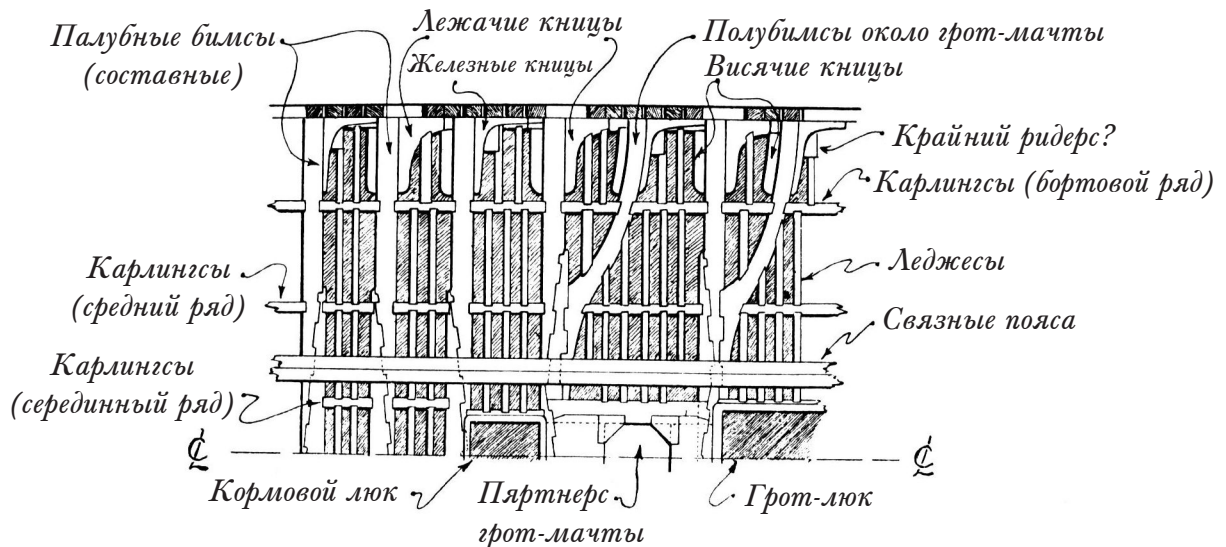 Палубные бимсы
(составные)
Лежачие кницы
Железные кницы
Полубимсы около грот-мачты
Висячие кницы
Крайний ридерс?
Карлингсы (бортовой ряд)
Карлингсы
(средний ряд)
Леджесы
Связные пояса
Карлингсы
(серединный ряд)
Кормовой люк
Пяртнерс
грот-мачты
Грот-люк